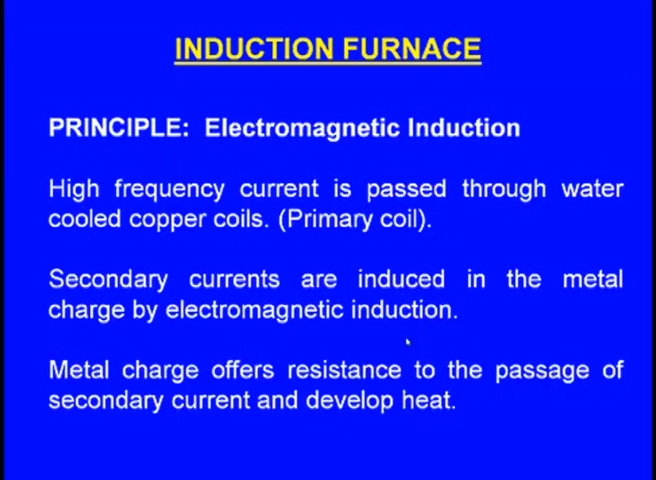 INDUCTION FURNACE
PRINCIPLE: Electromagnetic Induction
High frequency current is passed through water
cooled copper coils. (Primary coil).
Secondary currents are induced in the metal
charge by electromagnetic induction.
Metal charge offers resistance to the passage of
secondary current and develop heat.